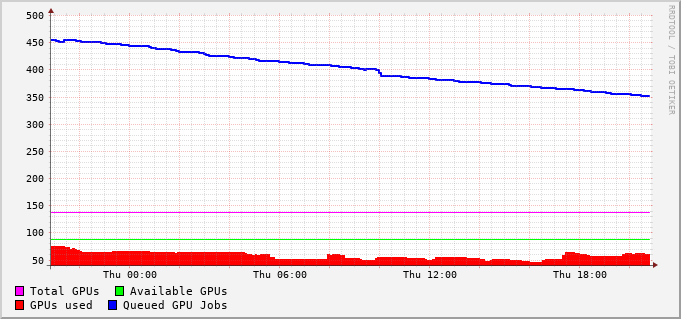 500
450
400
350
300
250
200
150
100
50
Thu 00:00 Thu 06:00 Thu 12:00 Thu 18:00
Total GPUs Available GPUs
GPUs used Queued GPU Jobs
RRDTOOL / TOBI OETIKER